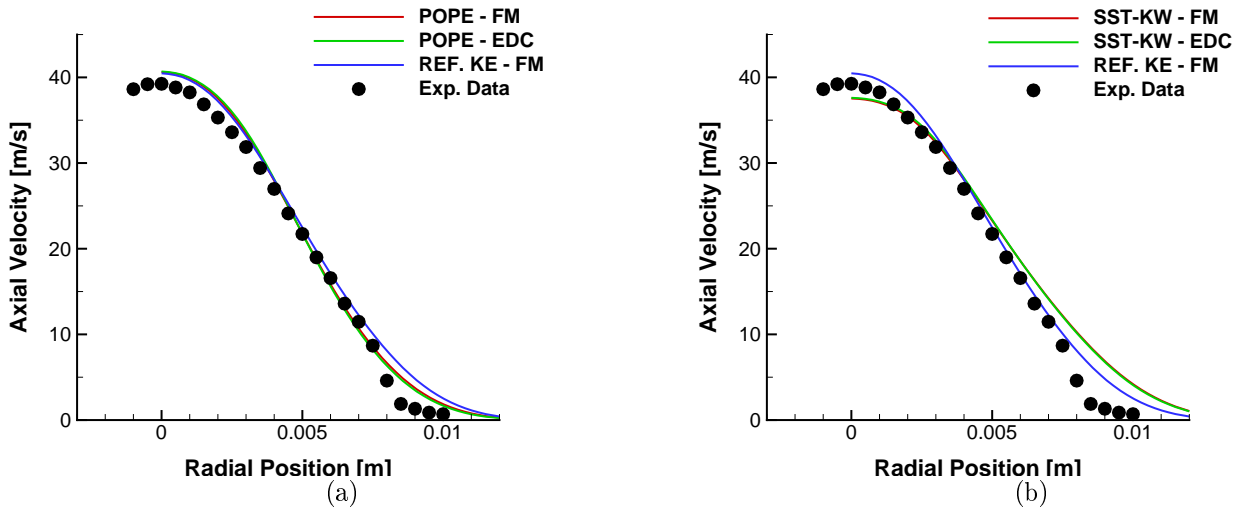 POPE - FM
POPE - EDC
REF. KE - FM
Exp. Data
40
30
20
10
0
0
0.005
0.01
Axial Velocity [m/s]
Radial Position [m]
(a)
SST-KW - FM
SST-KW - EDC
REF. KE - FM
Exp. Data
40
30
20
10
0
0
0.005
0.01
Axial Velocity [m/s]
Radial Position [m]
(b)